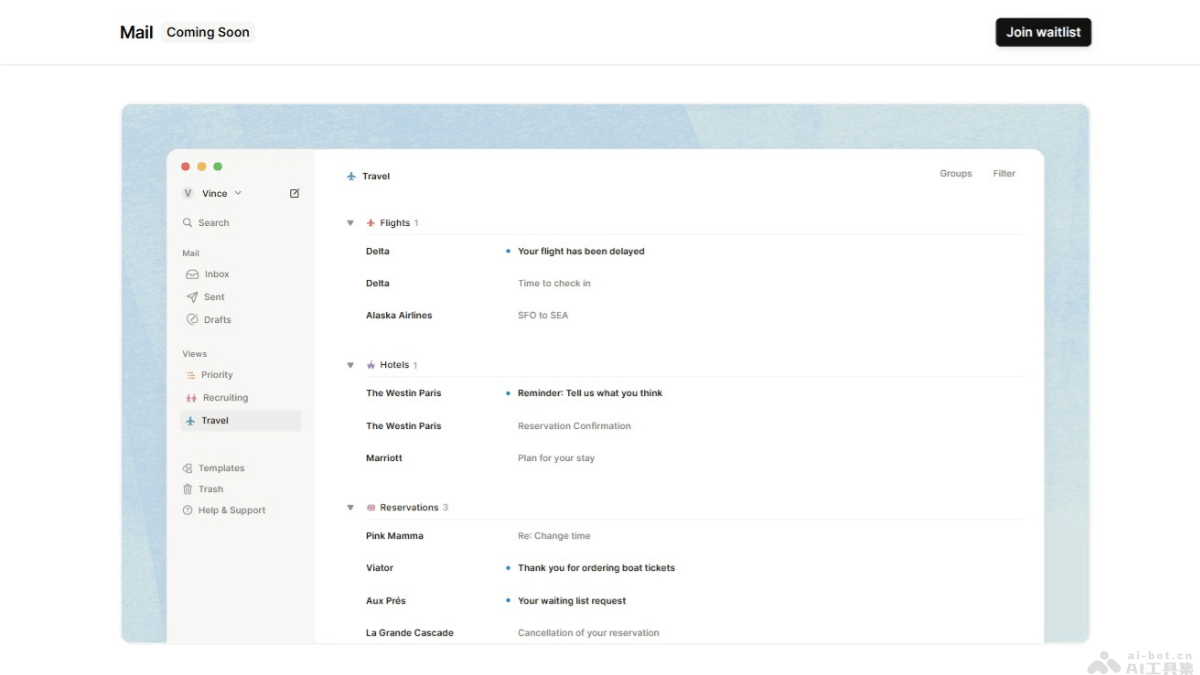 Mail Coming Soon Join waitlist
V Vince
Search
Mail
Inbox
Sent
Drafts
Views
Priority
Recruiting
Travel
Templates
Trash
Help & Support
Travel Groups Filter
Flights 1
Delta Your flight has been delayed
Delta Time to check in
Alaska Airlines SFO to SEA
Hotels 1
The Westin Paris Reminder: Tell us what you think
The Westin Paris Reservation Confirmation
Marriott Plan for your stay
Reservations 3
Pink Mamma Re: Change time
Viator Thank you for ordering boat tickets
Aux Prés Your waiting list request
La Grande Cascade Cancellation of your reservation
ai-bot.cn
AI工具集